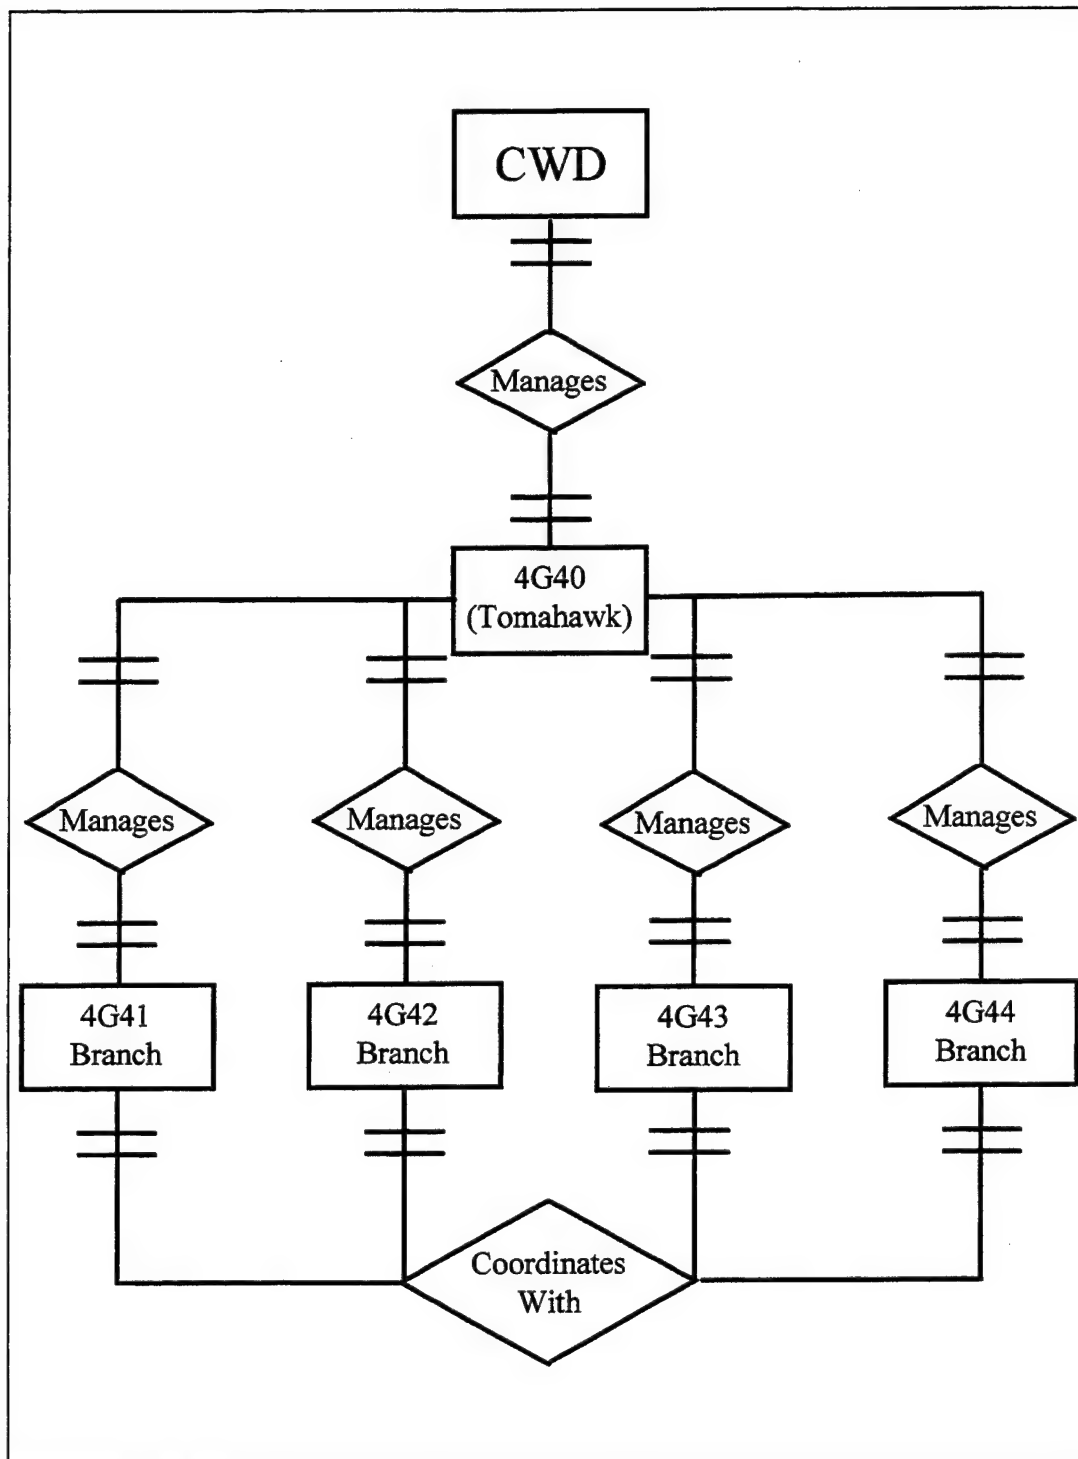 CWD
Manages
4G40
(Tomahawk)
Manages
Manages
Manages
Manages
4G41
Branch
4G42
Branch
4G43
Branch
4G44
Branch
Coordinates
With